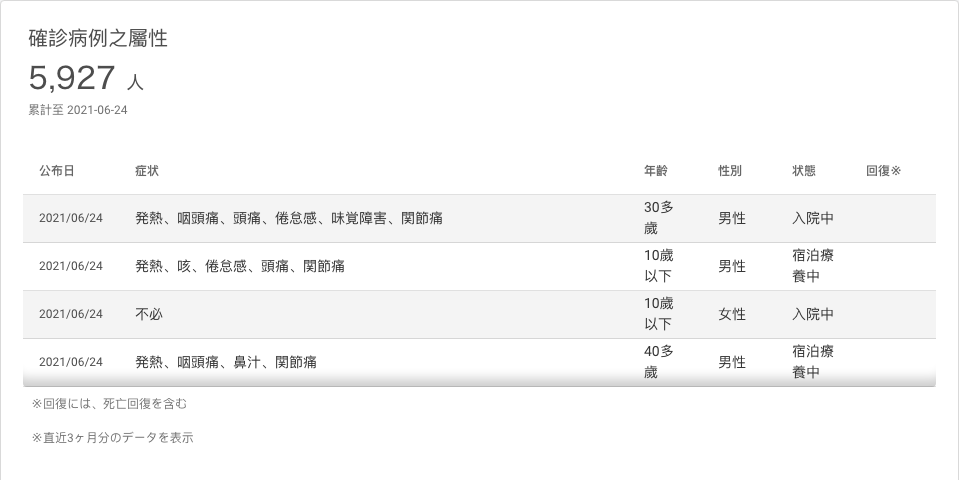 確診病例之屬性
5,927 人
累計至 2021-06-24
公布日 症状 年齢 性別 状態 回復※
2021/06/24 発熱、咽頭痛、頭痛、倦怠感、味覚障害、関節痛 30多歲 男性 入院中
2021/06/24 発熱、咳、倦怠感、頭痛、関節痛 10歲以下 男性 宿泊療養中
2021/06/24 不必 10歲以下 女性 入院中
2021/06/24 発熱、咽頭痛、鼻汁、関節痛 40多歲 男性 宿泊療養中
※回復には、死亡回復を含む
※直近3ヶ月分のデータを表示